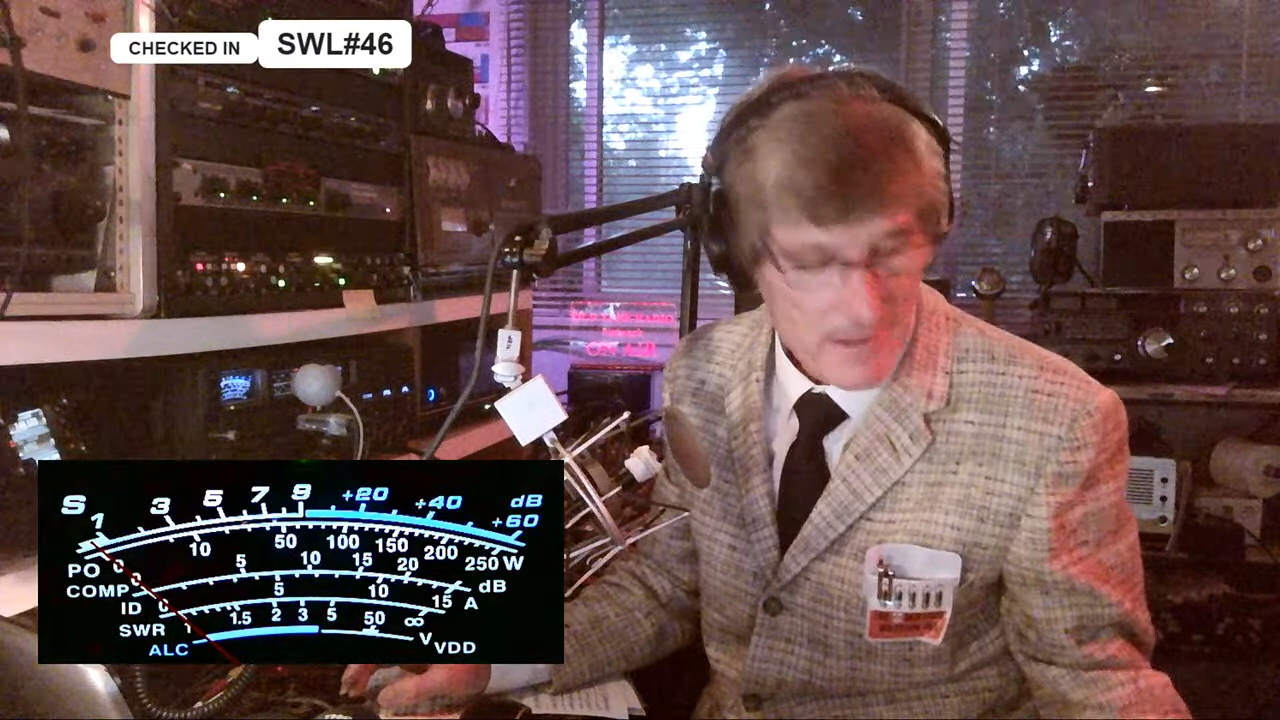 CHECKED IN SWL#46
S 1 3 5 7 9 +20 +40 +60 dB
PO 0 10 50 100 150 200 250 W
COMP 0 5 10 15 20 dB
ID 0 5 10 15 A
SWR 1 1.5 2 3 5 50 ∞
ALC
V VDD